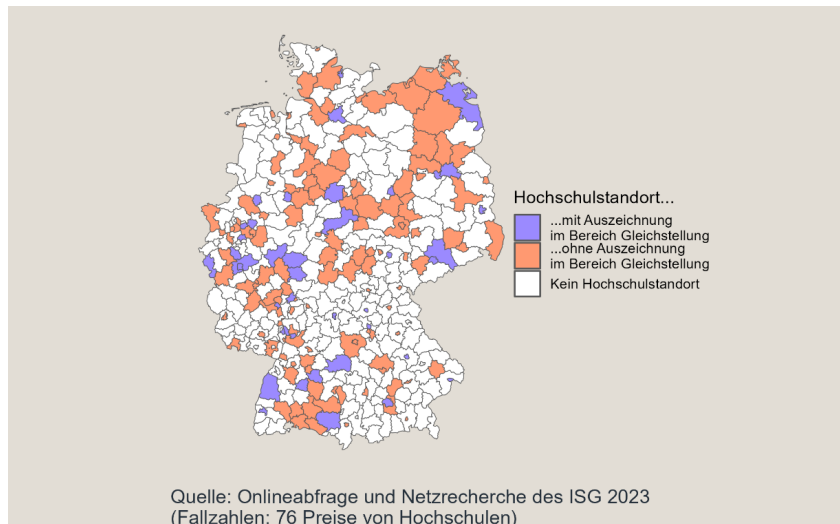 Hochschulstandort...
...mit Auszeichnung
im Bereich Gleichstellung
...ohne Auszeichnung
im Bereich Gleichstellung
Kein Hochschulstandort
Quelle: Onlineabfrage und Netzrecherche des ISG 2023
(Fallzahlen: 76 Preise von Hochschulen)